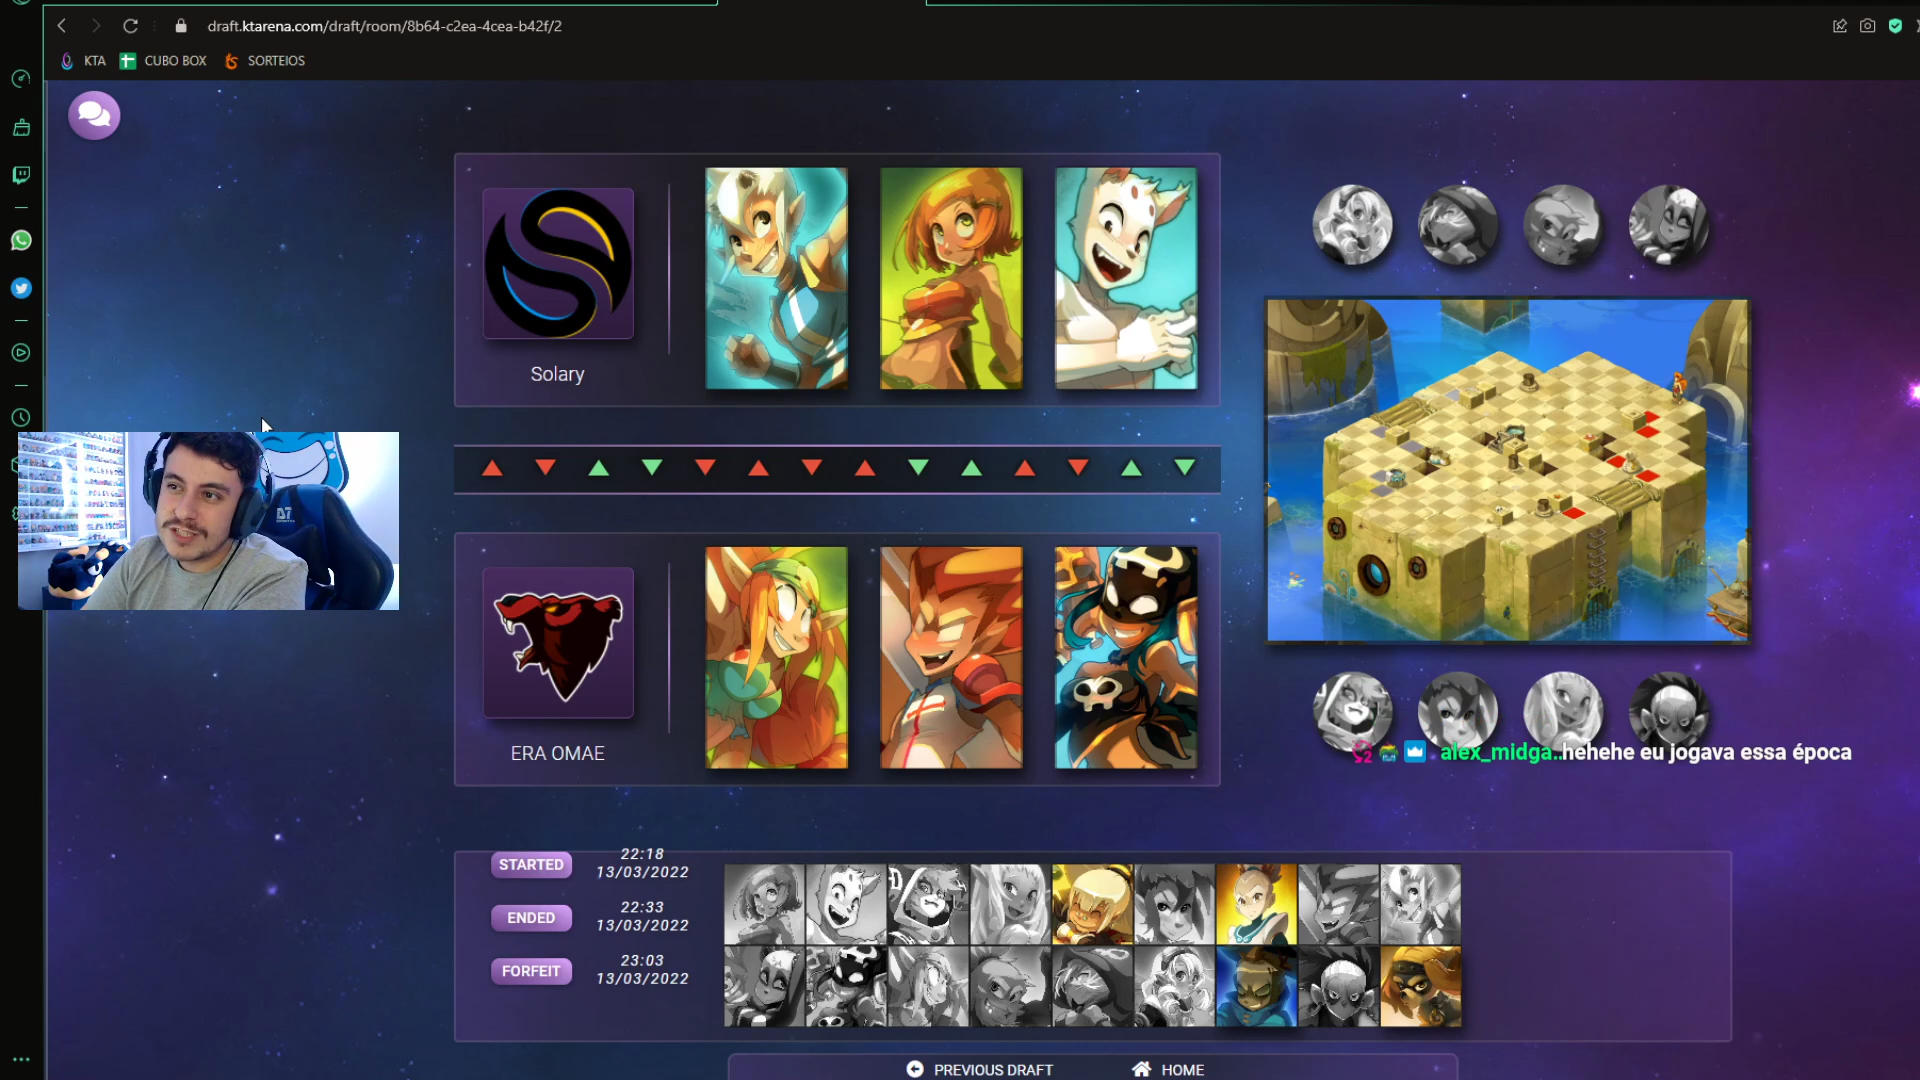 draft.ktarena.com/draft/room/8b64-c2ea-4cea-b42f/2
KTA
CUBO BOX
SORTEIOS
Solary
ERA OMAE
alex_midga..hehehe eu jogava essa época
STARTED
22:18
13/03/2022
ENDED
22:33
13/03/2022
FORFEIT
23:03
13/03/2022
PREVIOUS DRAFT
HOME